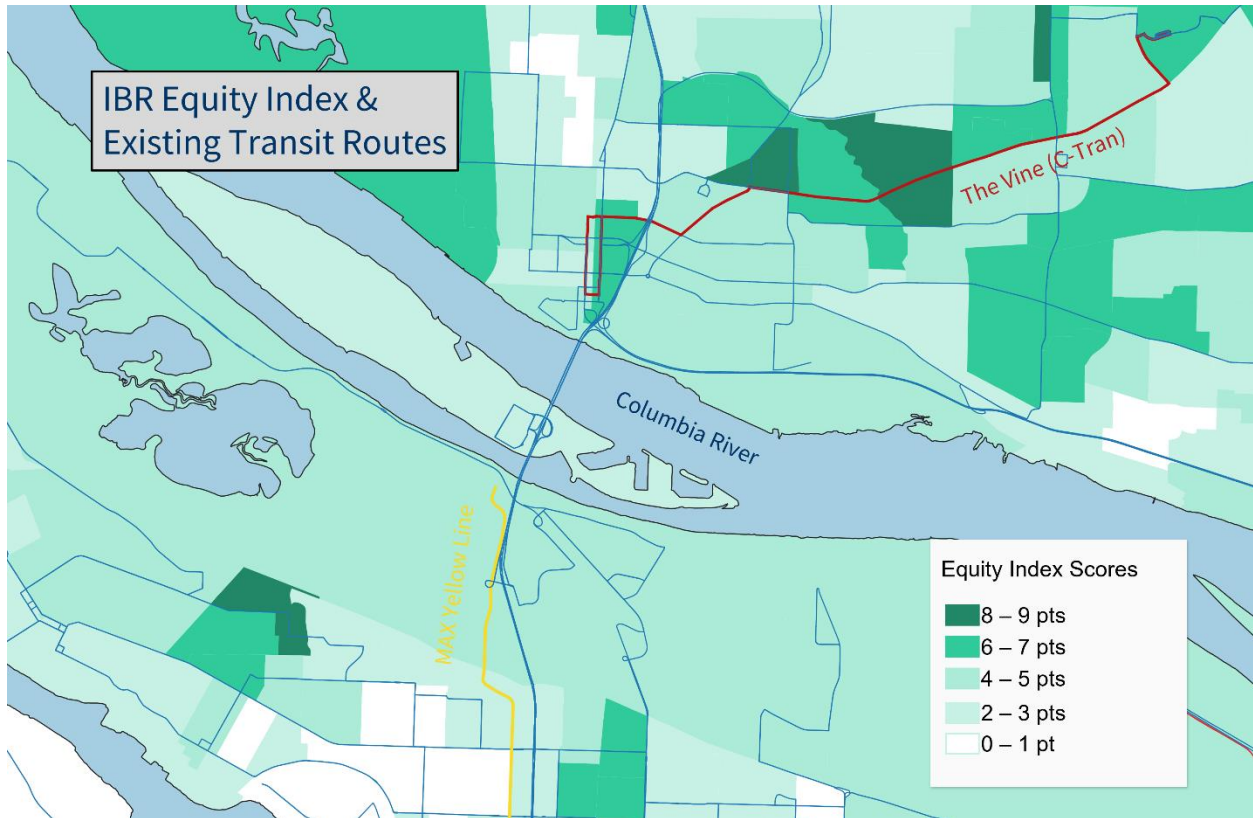 IBR Equity Index &
Existing Transit Routes
The Vine (C-Tran)
Columbia River
MAX Yellow Line
Equity Index Scores
8 – 9 pts
6 – 7 pts
4 – 5 pts
2 – 3 pts
0 – 1 pt